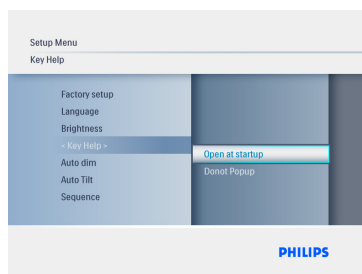 Setup Menu
Key Help
Factory setup
Language
Brightness
< Key Help >
Auto dim
Auto Tilt
Sequence
Open at startup
Donot Popup
PHILIPS